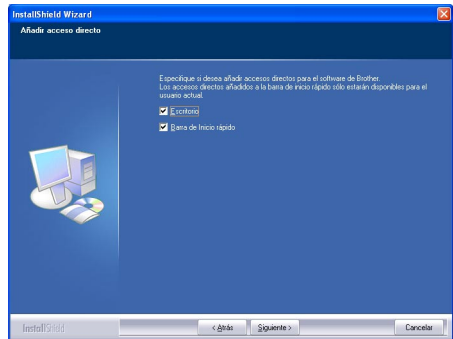 InstallShield Wizard
Añadir acceso directo
Especifique si desea añadir accesos directos para el software de Brother.
Los accesos directos añadidos a la barra de inicio rápido sólo estarán disponibles para el
usuario actual.
Escritorio
Barra de Inicio rápido
InstallShield
< Atrás
Siguiente >
Cancelar